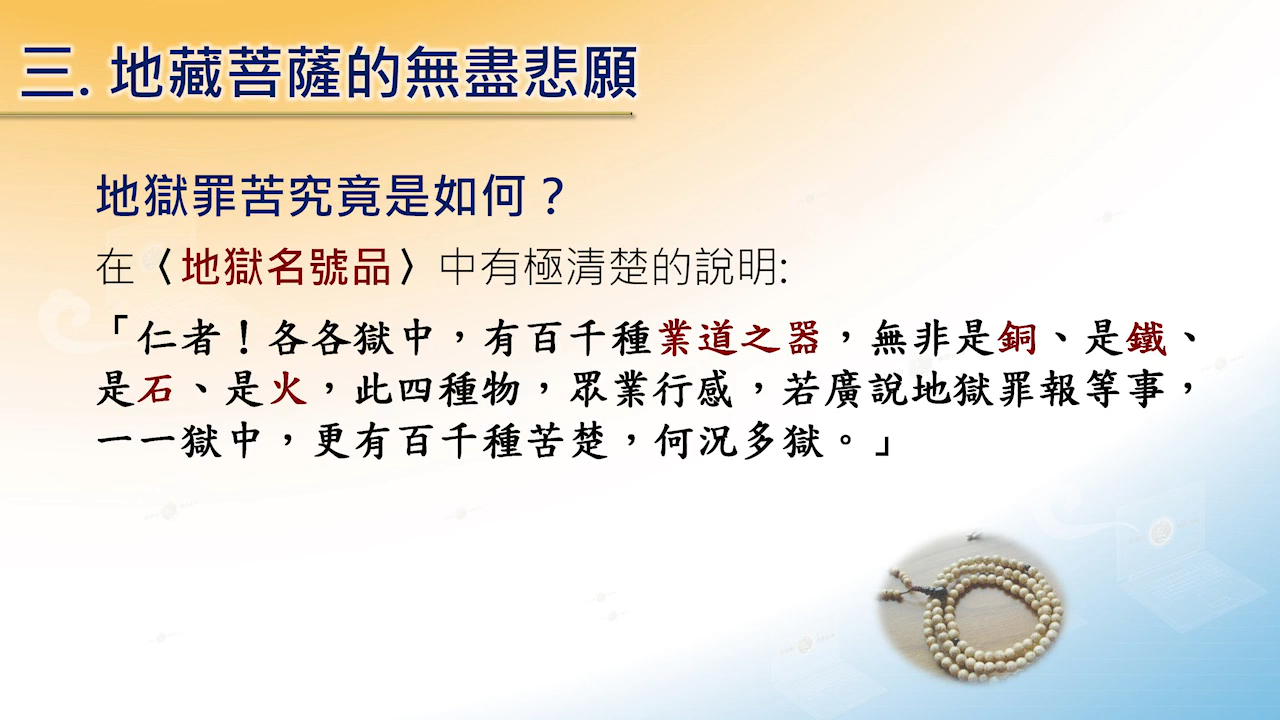 三. 地藏菩薩的無盡悲願
地獄罪苦究竟是如何？
在〈地獄名號品〉中有極清楚的說明:
「仁者！各各獄中，有百千種業道之器，無非是銅、是鐵、
是石、是火，此四種物，眾業行感，若廣說地獄罪報等事，
一一獄中，更有百千種苦楚，何況多獄。」